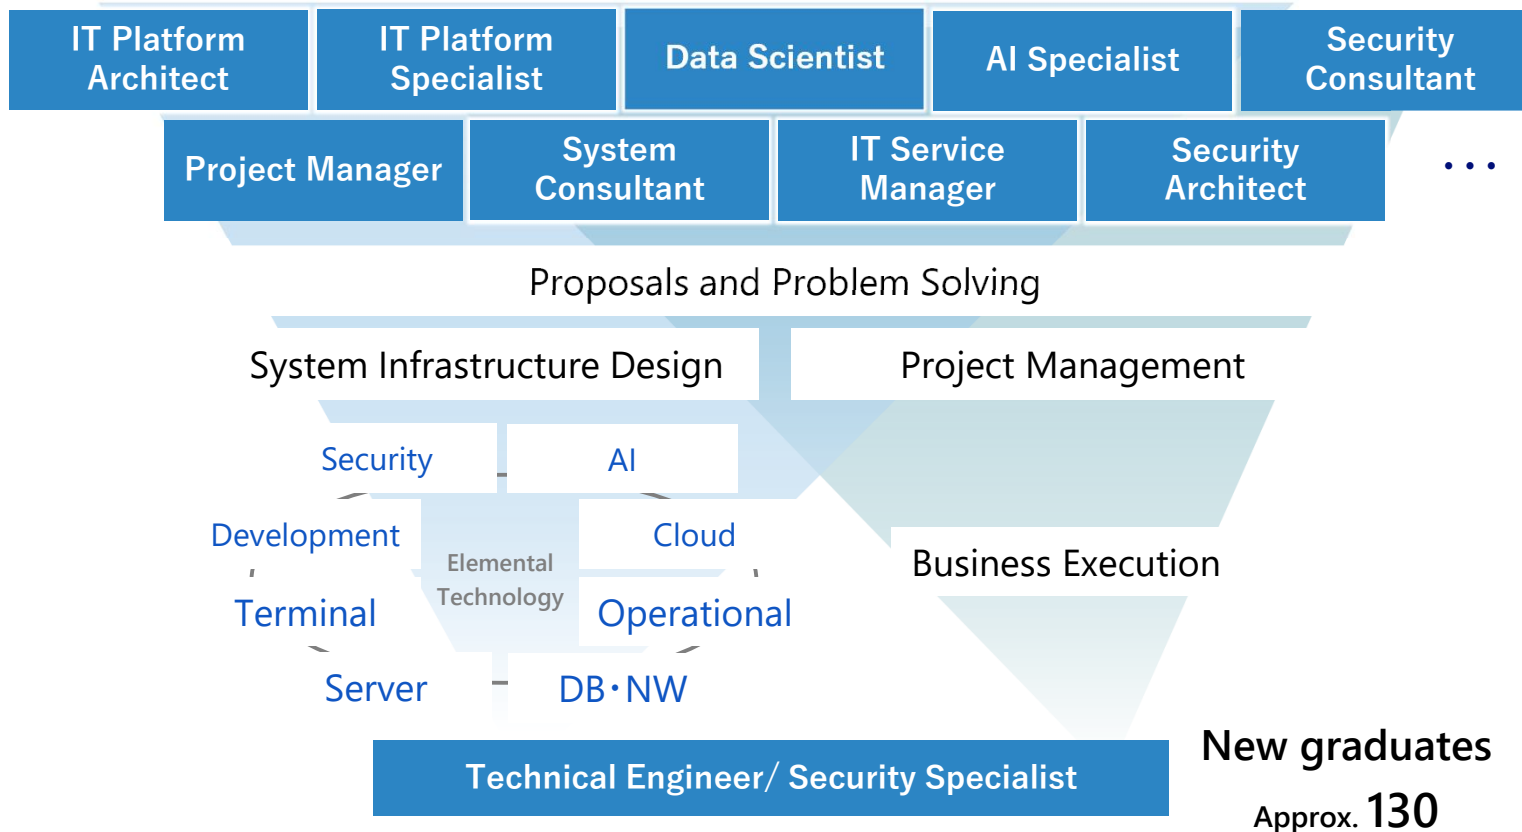 IT Platform
Architect
IT Platform
Specialist
Data Scientist
AI Specialist
Security
Consultant
Project Manager
System
Consultant
IT Service
Manager
Security
Architect
・・・
Proposals and Problem Solving
System Infrastructure Design
Project Management
Security
AI
Development
Cloud
Elemental
Technology
Business Execution
Terminal
Operational
Server
DB・NW
Technical Engineer/ Security Specialist
New graduates
Approx. 130